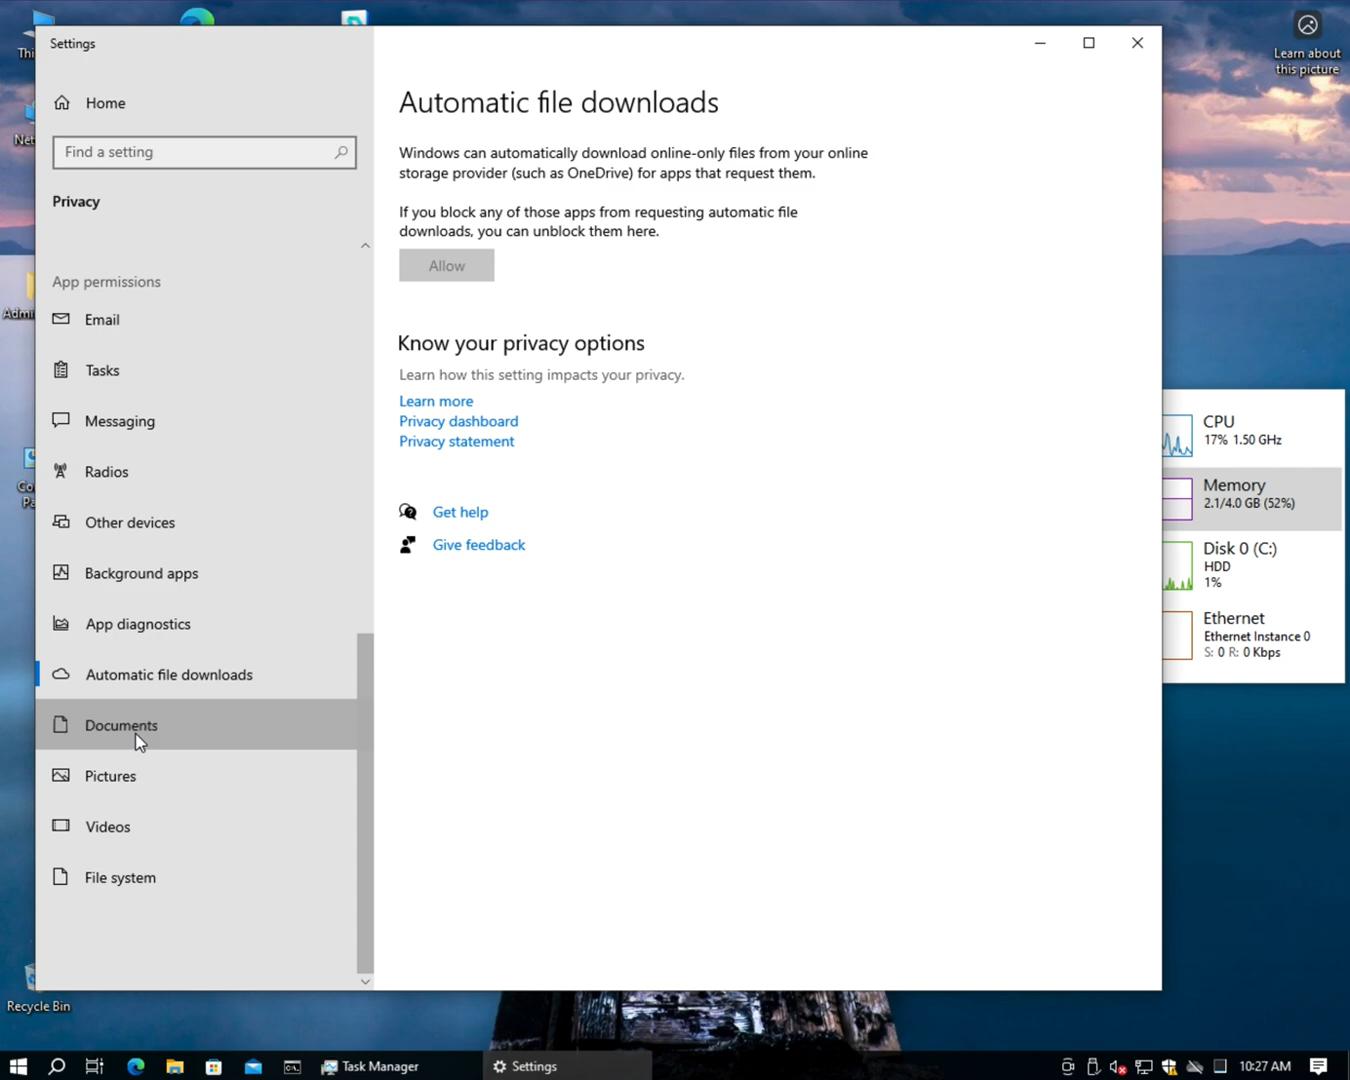 Learn about
this picture
Settings
Home
Find a setting
Privacy
App permissions
Email
Tasks
Messaging
Radios
Other devices
Background apps
App diagnostics
Automatic file downloads
Documents
Pictures
Videos
File system
Automatic file downloads
Windows can automatically download online-only files from your online
storage provider (such as OneDrive) for apps that request them.
If you block any of those apps from requesting automatic file
downloads, you can unblock them here.
Allow
Know your privacy options
Learn how this setting impacts your privacy.
Learn more
Privacy dashboard
Privacy statement
Get help
Give feedback
CPU
17% 1.50 GHz
Memory
2.1/4.0 GB (52%)
Disk 0 (C:)
HDD
1%
Ethernet
Ethernet Instance 0
S: 0 R: 0 Kbps
Recycle Bin
Task Manager
Settings
10:27 AM